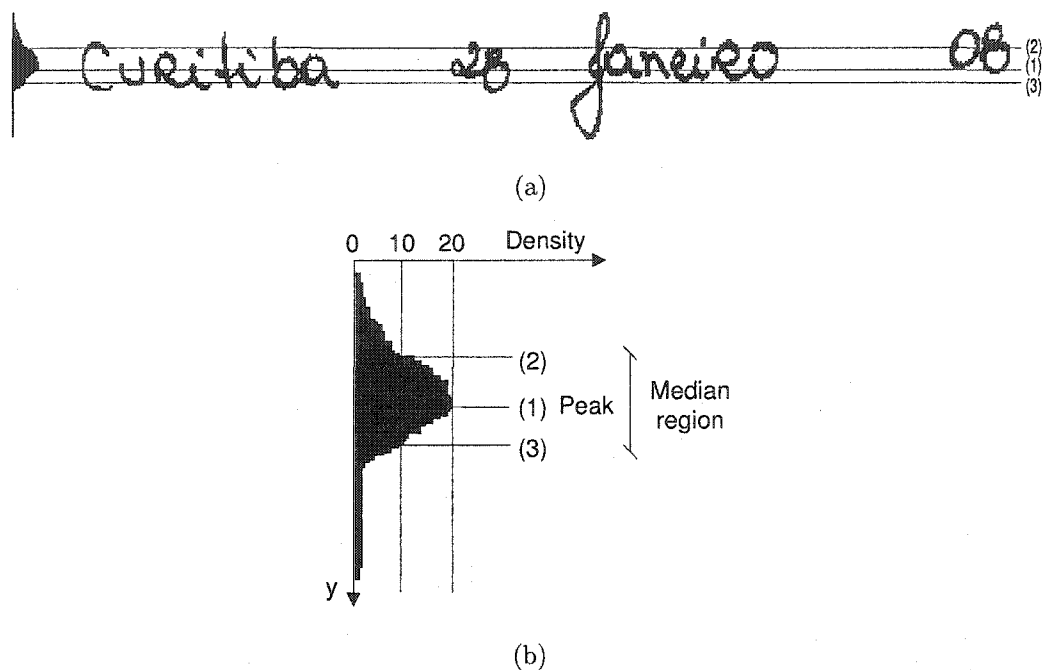 Curitiba 28 Janeiro 08 (2)
(1)
(3)
(a)
0 10 20 Density
(2)
(1) Peak Median region
(3)
y
(b)